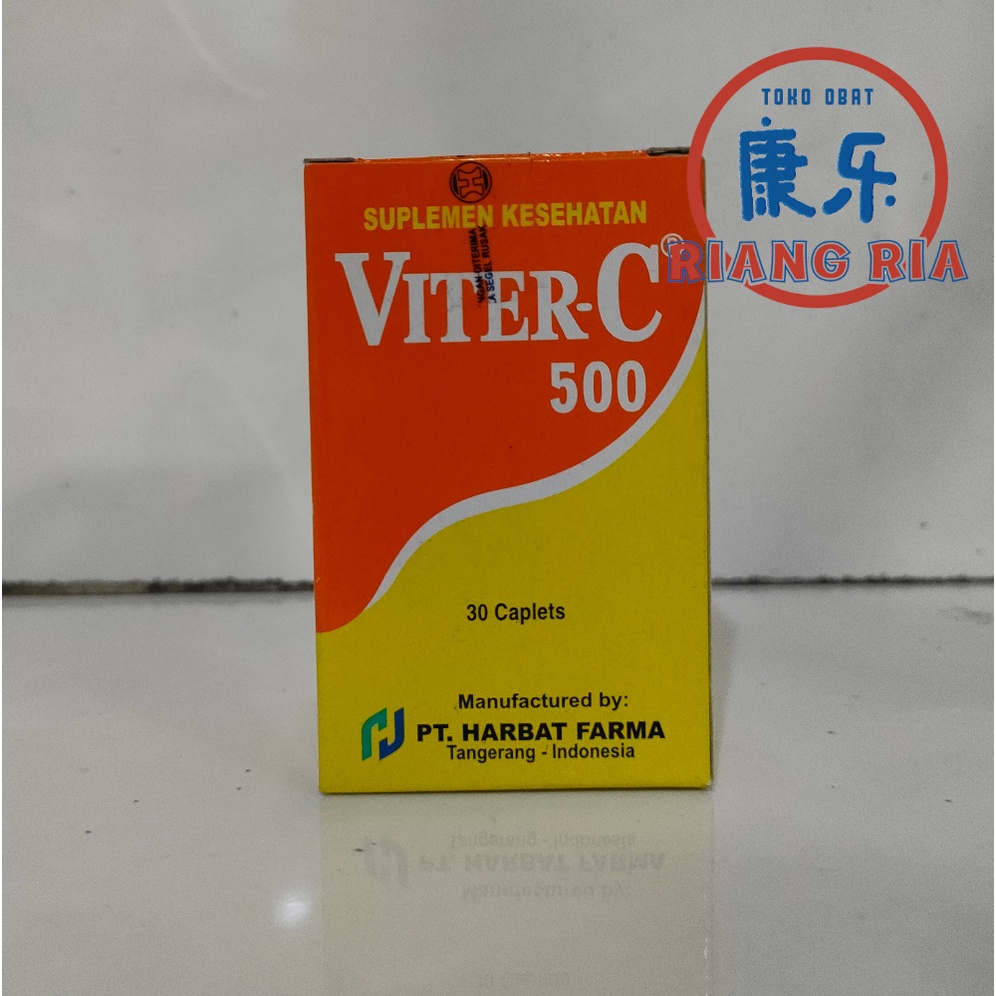 TOKO OBAT
康乐
RIANG RIA
SUPLEMEN KESEHATAN
VITER-C®
500
30 Caplets
Manufactured by:
PT. HARBAT FARMA
Tangerang - Indonesia